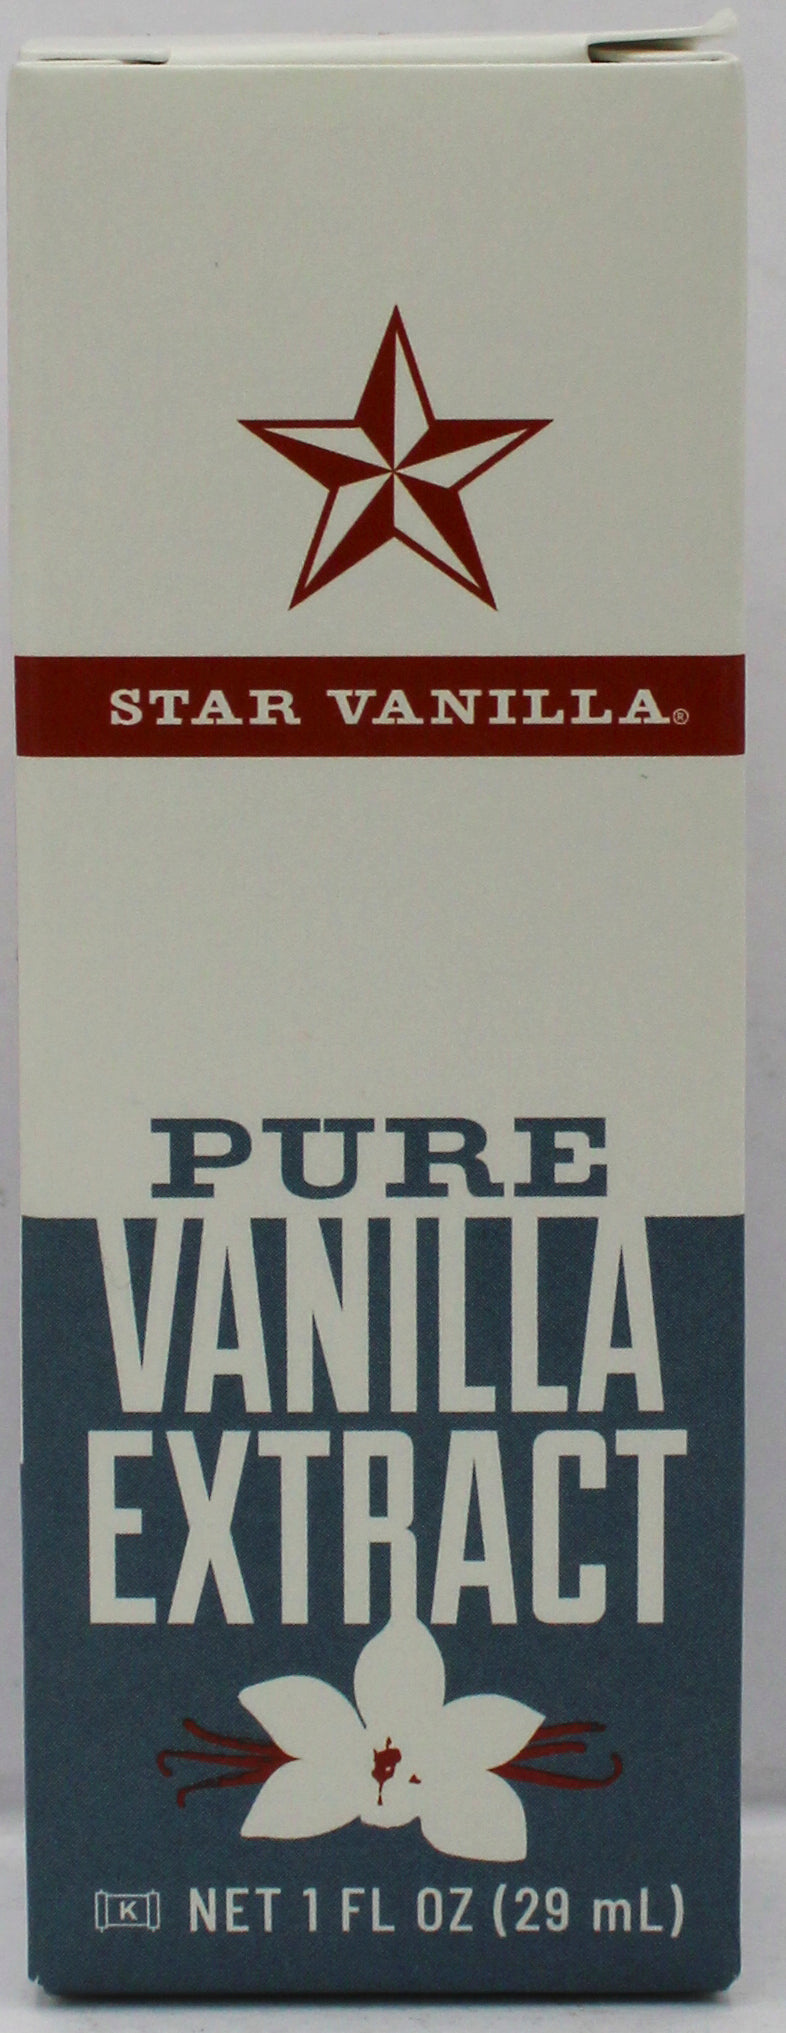 STAR VANILLA®
PURE
VANILLA
EXTRACT
K NET 1 FL OZ (29 mL)